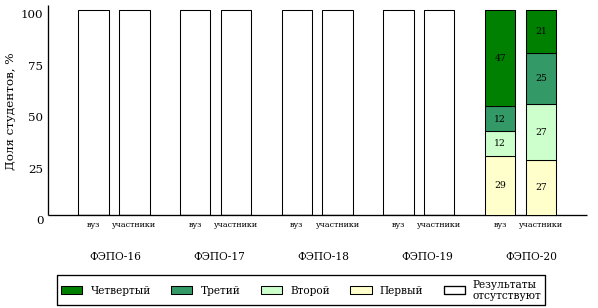 Доля студентов, %
100
75
50
25
0
47
12
12
29
21
25
27
27
вуз участники вуз участники вуз участники вуз участники вуз участники
ФЭПО-16 ФЭПО-17 ФЭПО-18 ФЭПО-19 ФЭПО-20
Четвертый Третий Второй Первый Результаты
отсутствуют